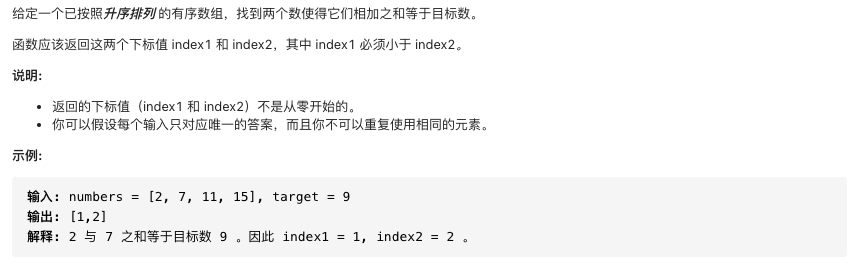 给定一个已按照升序排列 的有序数组，找到两个数使得它们相加之和等于目标数。
函数应该返回这两个下标值 index1 和 index2，其中 index1 必须小于 index2。
说明:
• 返回的下标值（index1 和 index2）不是从零开始的。
• 你可以假设每个输入只对应唯一的答案，而且你不可以重复使用相同的元素。
示例:
输入: numbers = [2, 7, 11, 15], target = 9
输出: [1,2]
解释: 2 与 7 之和等于目标数 9 。因此 index1 = 1, index2 = 2 。